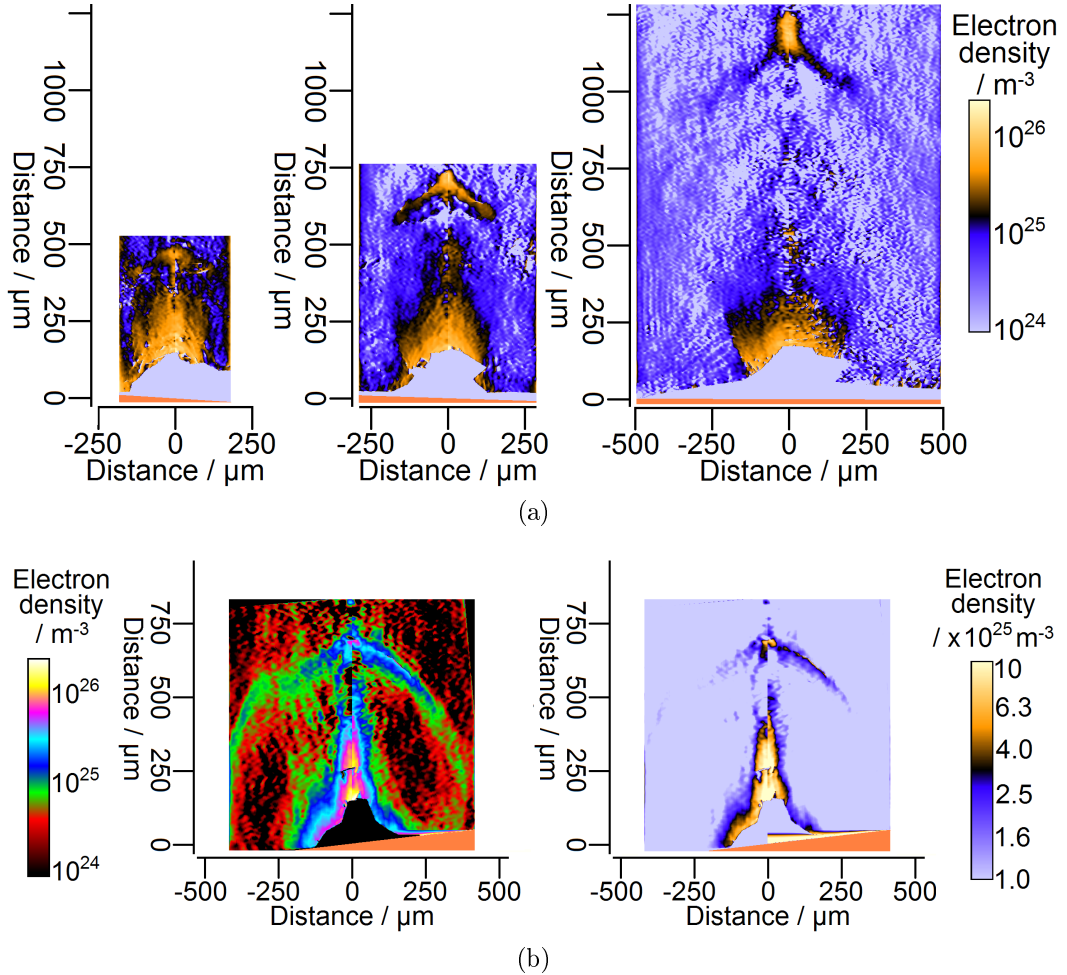 1000
750
500
250
0
Distance / µm
-250 0 250
Distance / µm
1000
750
500
250
0
Distance / µm
-250 0 250
Distance / µm
1000
750
500
250
0
Distance / µm
-500 -250 0 250 500
Distance / µm
Electron
density
/ m-3
10^26
10^25
10^24
(a)
Electron
density
/ m-3
10^26
10^25
10^24
750
500
250
0
Distance / µm
-500 -250 0 250 500
Distance / µm
750
500
250
0
Distance / µm
-500 -250 0 250 500
Distance / µm
Electron
density
/ x10^25 m-3
10
6.3
4.0
2.5
1.6
1.0
(b)